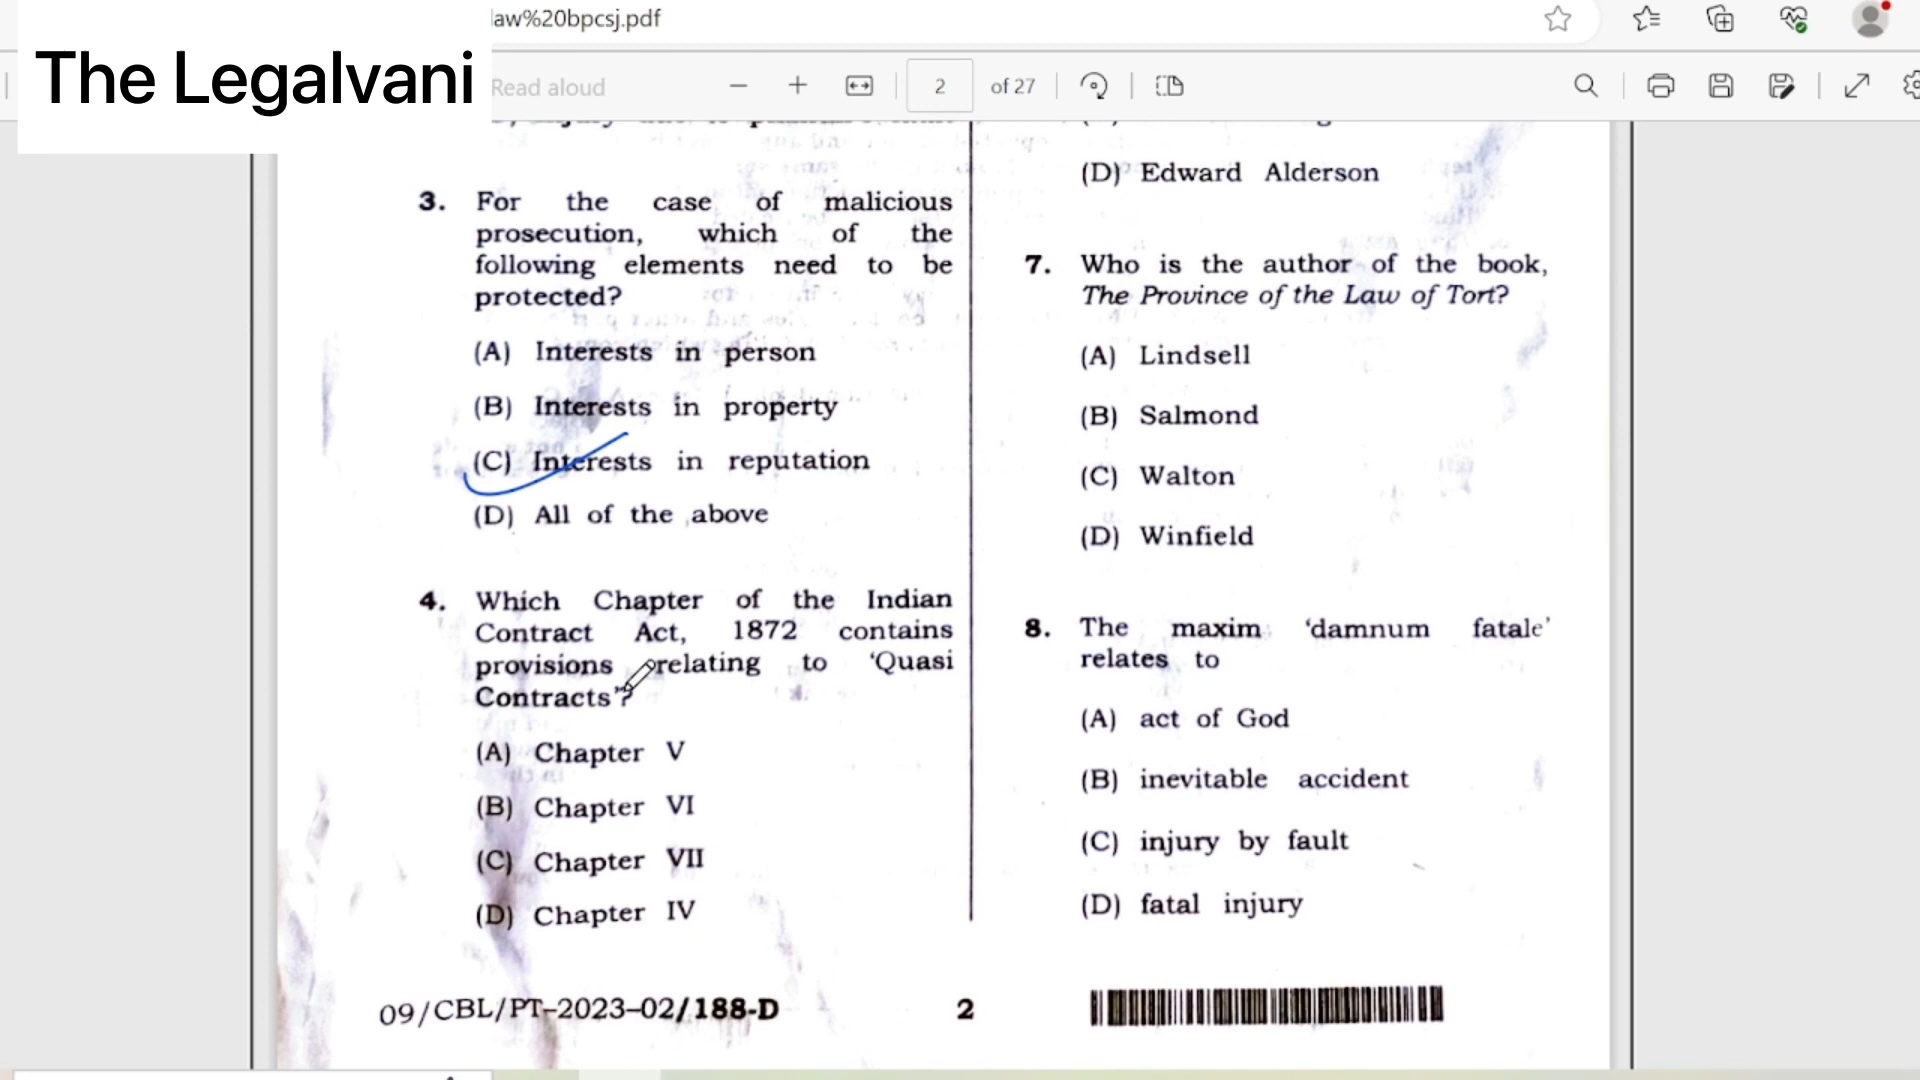 law%20bpcsj.pdf
The Legalvani
Read aloud
2
of 27
3. For the case of malicious
prosecution, which of the
following elements need to be
protected?
(A) Interests in person
(B) Interests in property
(C) Interests in reputation
(D) All of the above
4. Which Chapter of the Indian
Contract Act, 1872 contains
provisions relating to ‘Quasi
Contracts’?
(A) Chapter V
(B) Chapter VI
(C) Chapter VII
(D) Chapter IV
(D) Edward Alderson
7. Who is the author of the book,
The Province of the Law of Tort?
(A) Lindsell
(B) Salmond
(C) Walton
(D) Winfield
8. The maxim ‘damnum fatale’
relates to
(A) act of God
(B) inevitable accident
(C) injury by fault
(D) fatal injury
09/CBL/PT–2023–02/188-D
2